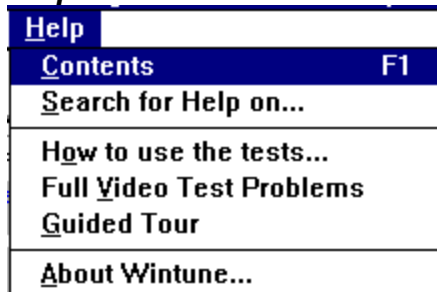 Help
Contents F1
Search for Help on...
How to use the tests...
Full Video Test Problems
Guided Tour
About Wintune...